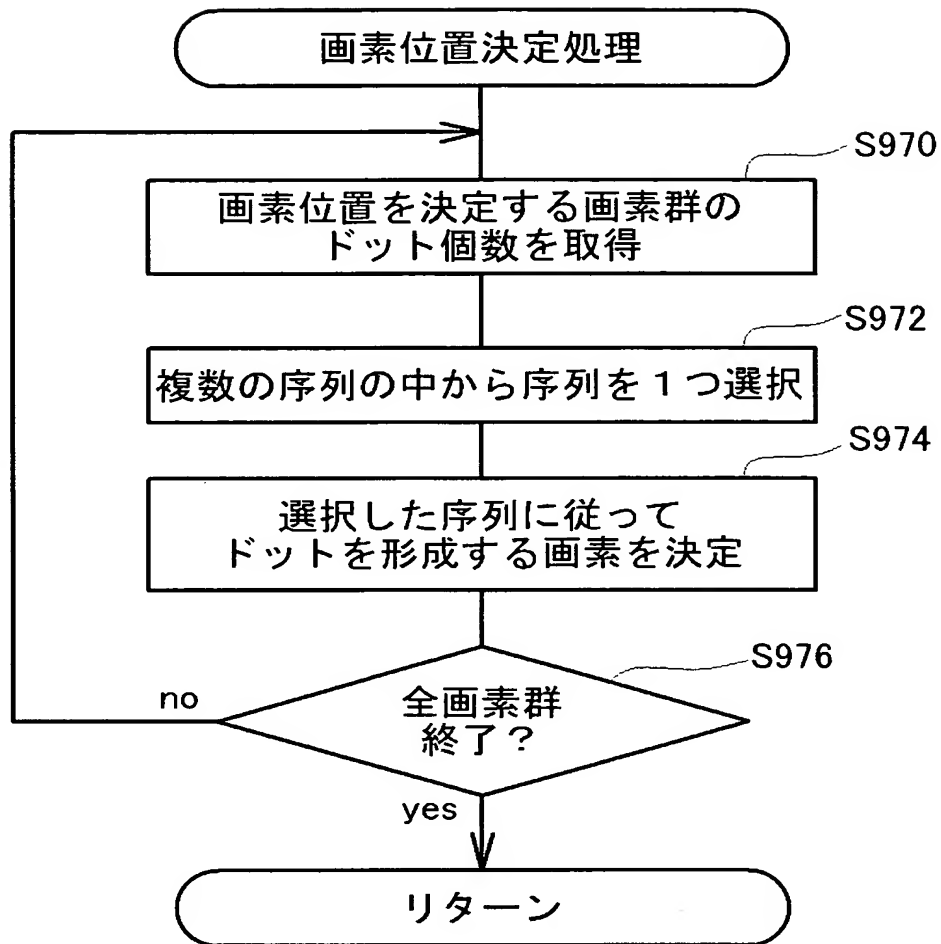 画素位置決定処理
S970
画素位置を決定する画素群の
ドット個数を取得
S972
複数の序列の中から序列を１つ選択
S974
選択した序列に従って
ドットを形成する画素を決定
S976
no
全画素群
終了？
yes
リターン